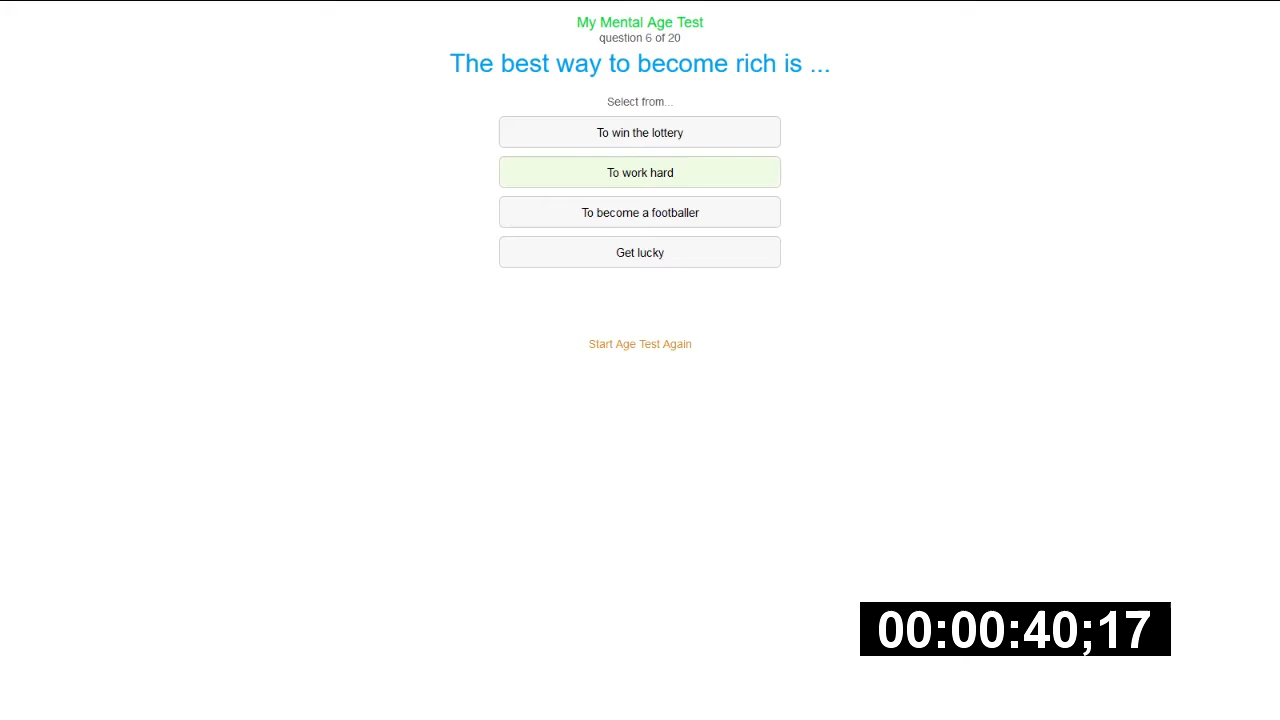 My Mental Age Test
question 6 of 20
The best way to become rich is ...
Select from...
To win the lottery
To work hard
To become a footballer
Get lucky
Start Age Test Again
00:00:40;17